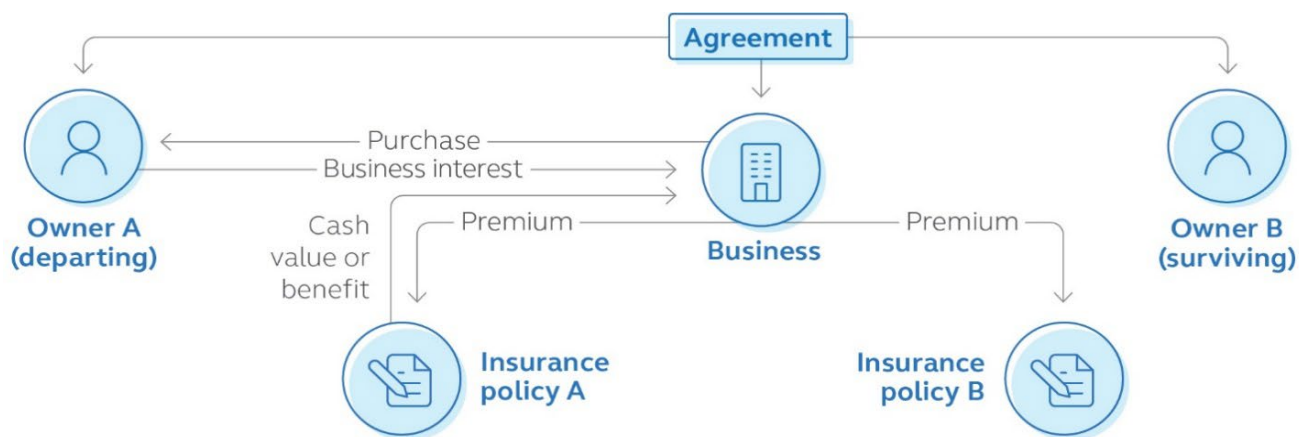 Agreement
Purchase
Business interest
Owner A
(departing)
Cash
value or
benefit
Premium
Business
Premium
Owner B
(surviving)
Insurance
policy A
Insurance
policy B